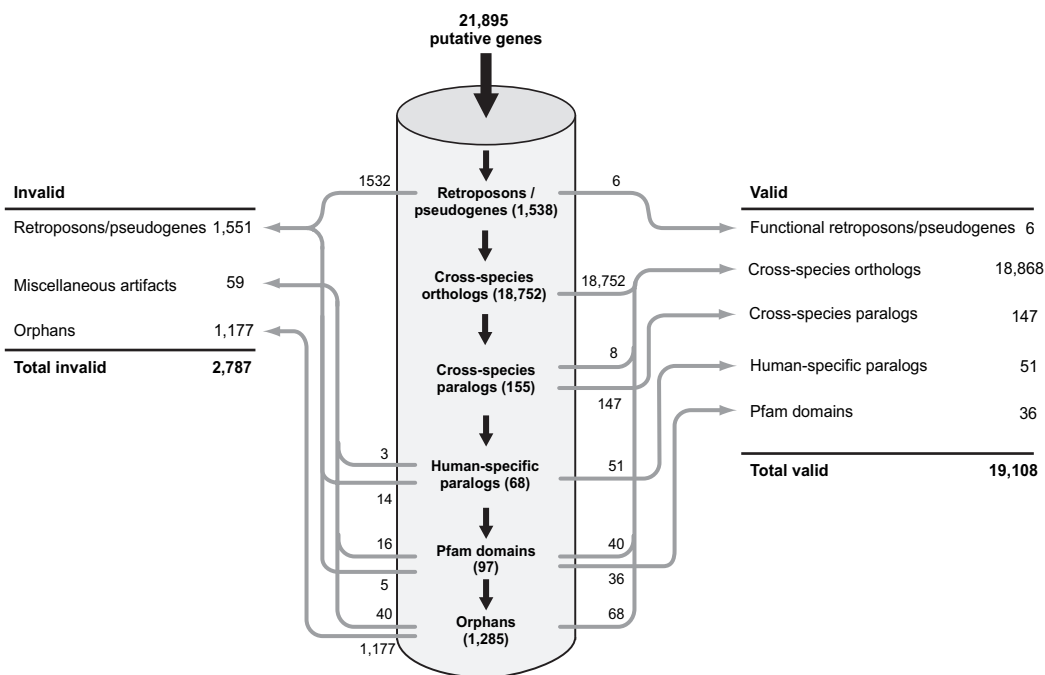 21,895
putative genes
Invalid
Retroposons/pseudogenes 1,551
Miscellaneous artifacts 59
Orphans 1,177
Total invalid 2,787
1532
3
14
16
5
40
1,177
Retroposons /
pseudogenes (1,538)
Cross-species
orthologs (18,752)
Cross-species
paralogs (155)
Human-specific
paralogs (68)
Pfam domains
(97)
Orphans
(1,285)
6
18,752
8
147
51
40
36
68
Valid
Functional retroposons/pseudogenes 6
Cross-species orthologs 18,868
Cross-species paralogs 147
Human-specific paralogs 51
Pfam domains 36
Total valid 19,108